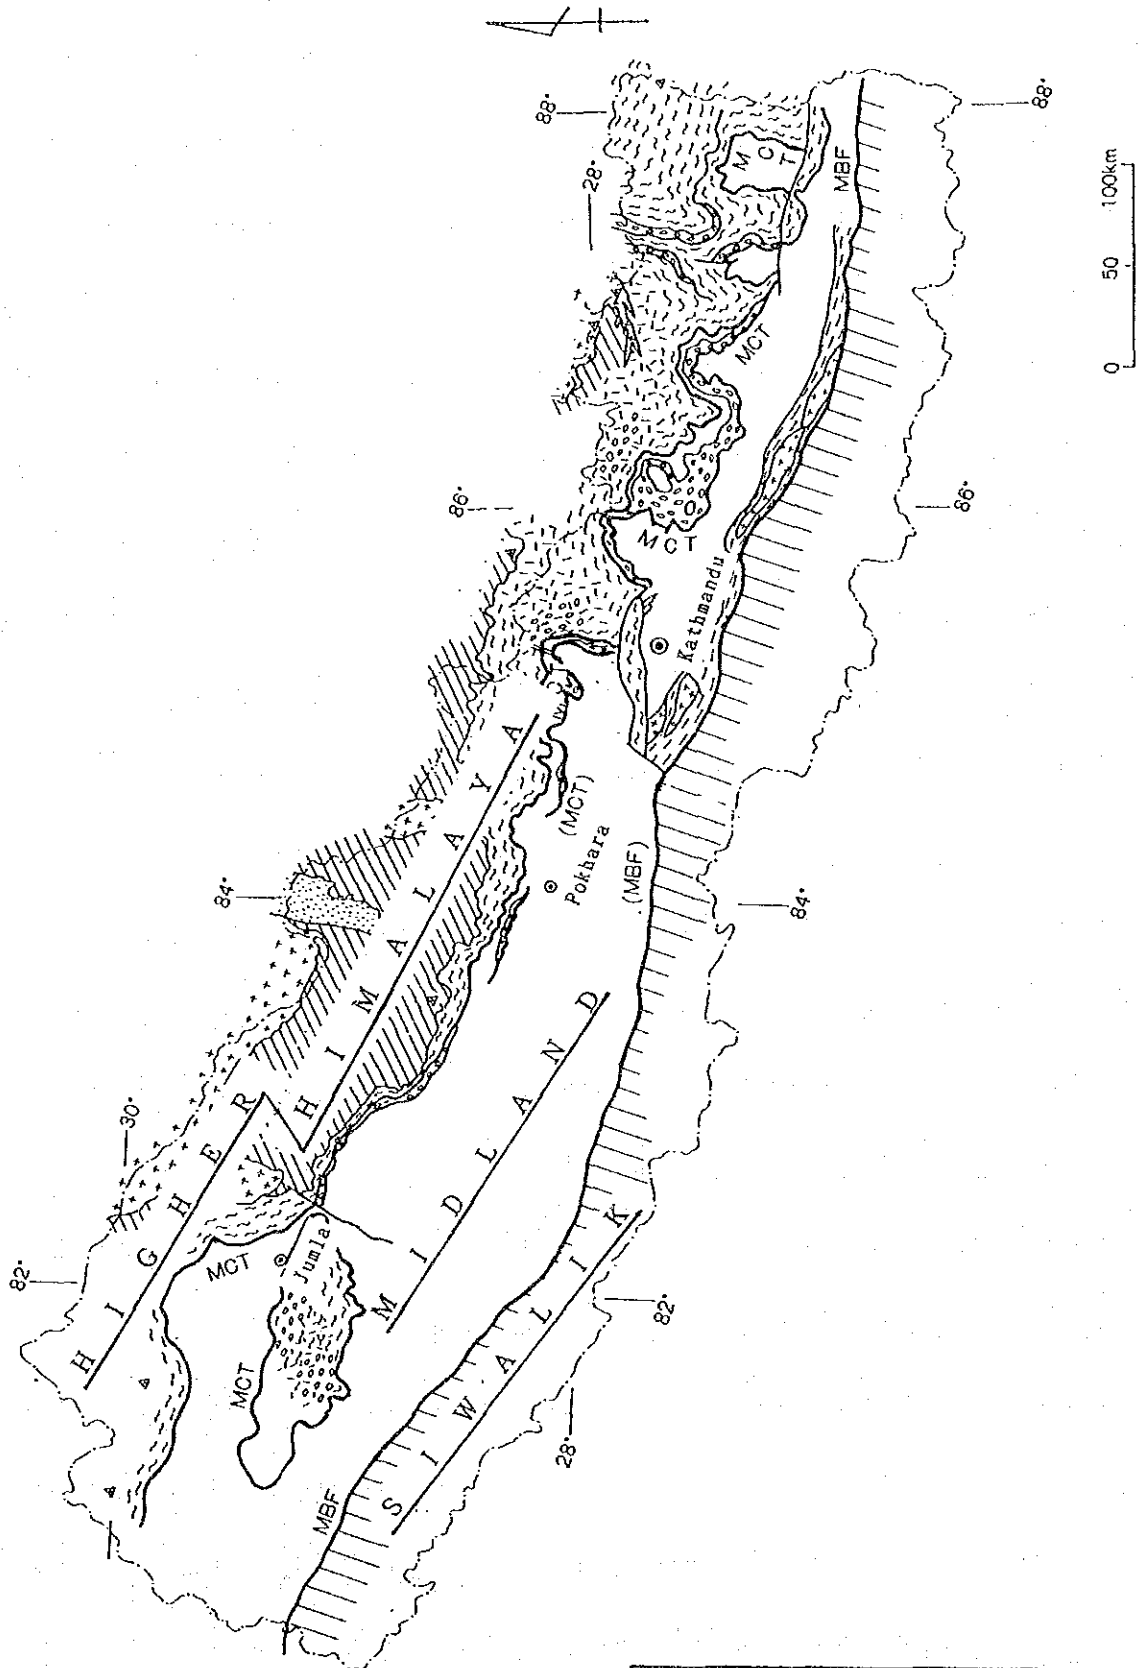 88°
28°
86°
84°
30°
82°
HIGHER
HIMALAYA
MIDLAND
SIWALIK
MCT
Jumla
MCT
MBF
28°
82°
Pokhara
(MCT)
(MBF)
84°
Kathmandu
MCT
MCT
MCT
MBF
86°
88°
0 50 100km